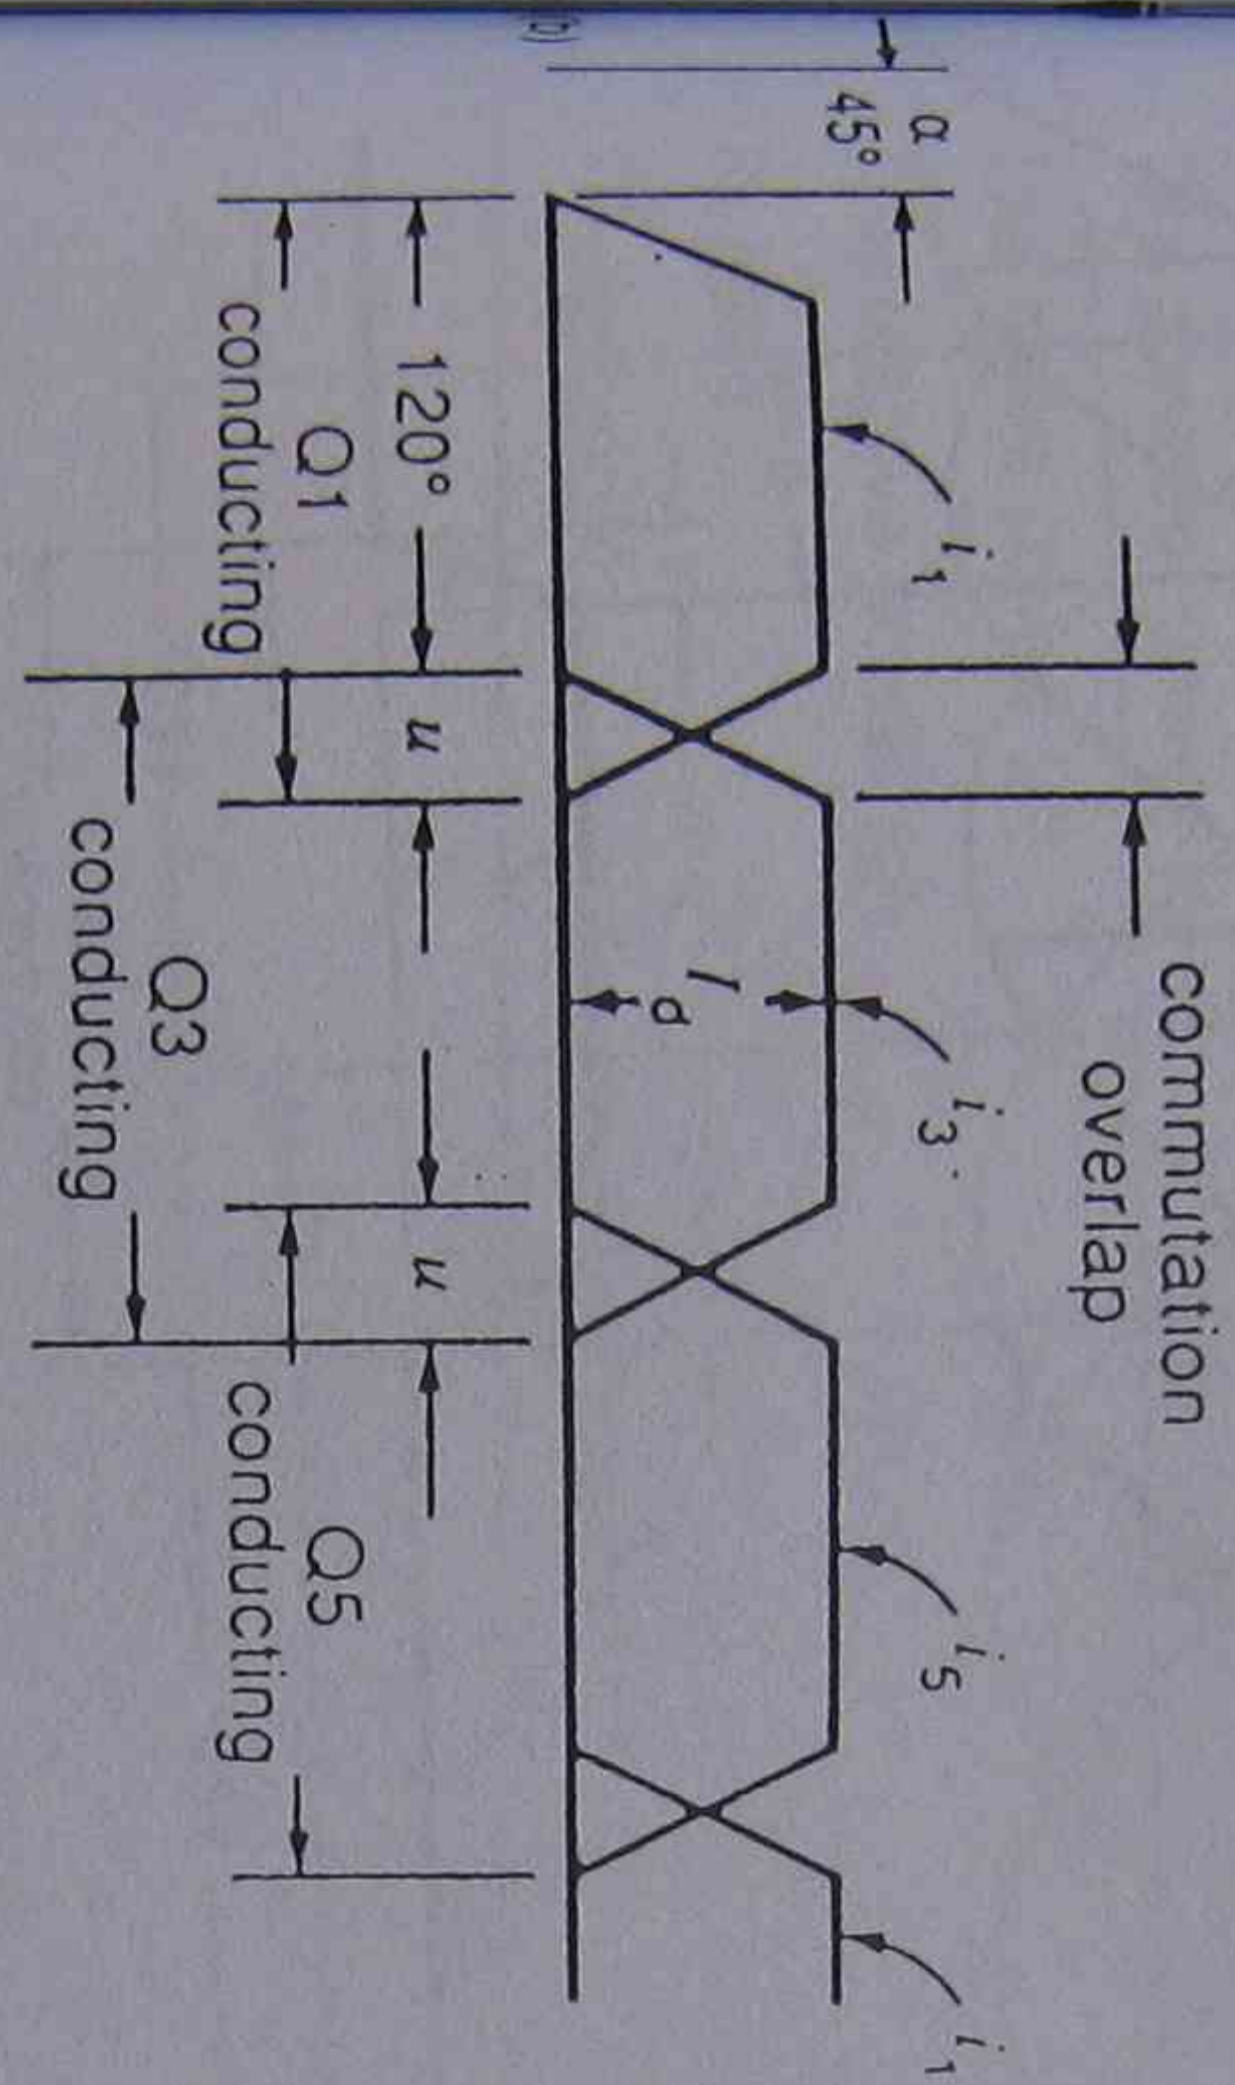 commutation
overlap
α
45°
i1
i3
i5
i1
Id
120°
u
u
Q1
conducting
Q5
conducting
Q3
conducting